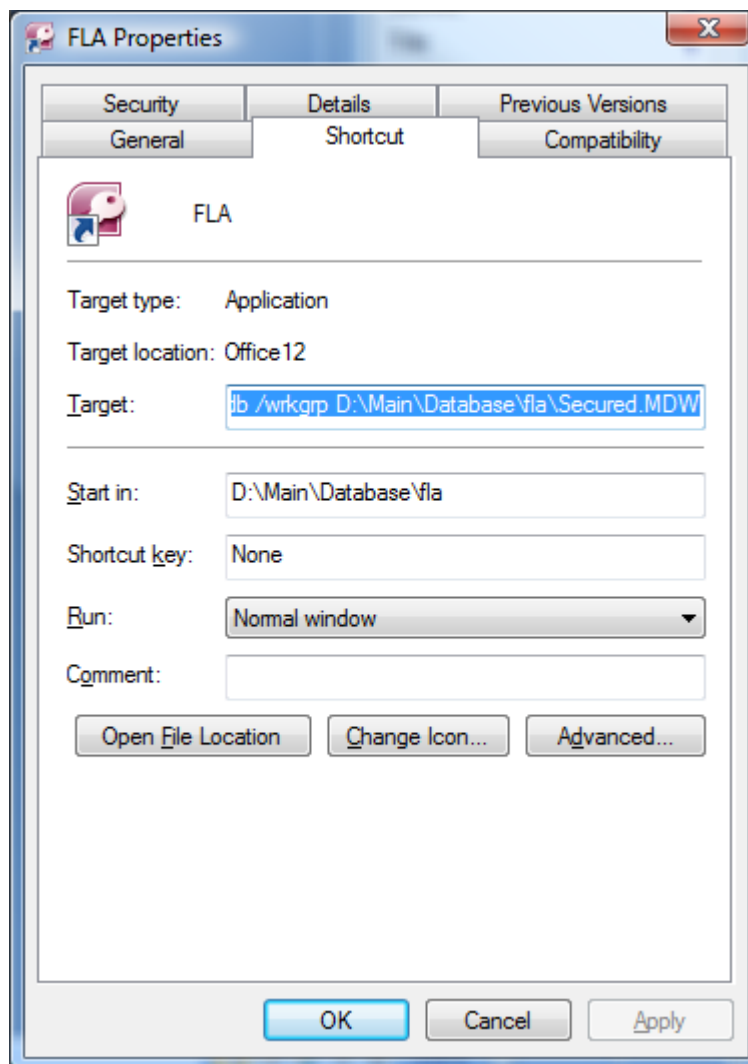 FLA Properties
Security Details Previous Versions
General Shortcut Compatibility
FLA
Target type: Application
Target location: Office12
Target: db /wrkgrp D:\Main\Database\fla\Secured.MDW
Start in: D:\Main\Database\fla
Shortcut key: None
Run: Normal window
Comment:
Open File Location Change Icon... Advanced...
OK Cancel Apply